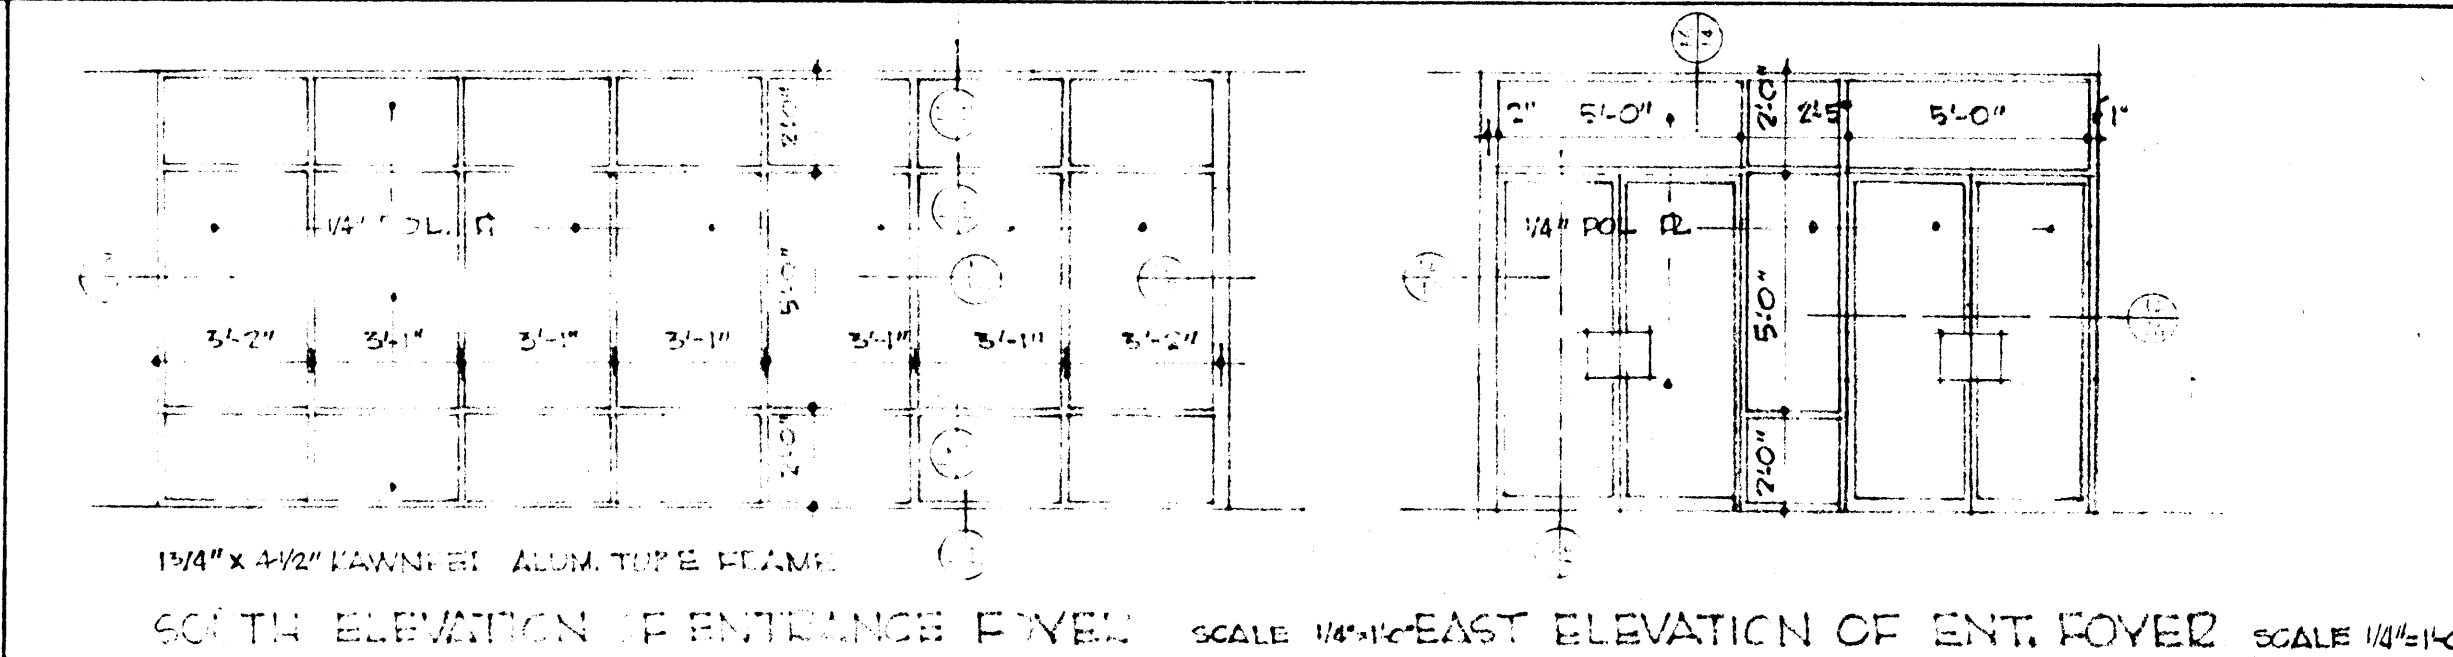 2'-0"
1/4" POL. PL
5'-0"
3'-2" 3'-1" 3'-1" 3'-1" 3'-1" 3'-1" 3'-2"
2'-0"
1 3/4" x 4 1/2" KAWNEER ALUM. TUBE FRAME
SOUTH ELEVATION OF ENTRANCE FOYER SCALE 1/4"=1'-0"
2" 5'-0" 2'-0" 2'-5" 5'-0" 1"
1/4" POL PL
5'-0"
2'-0"
EAST ELEVATION OF ENT. FOYER SCALE 1/4"=1'-0